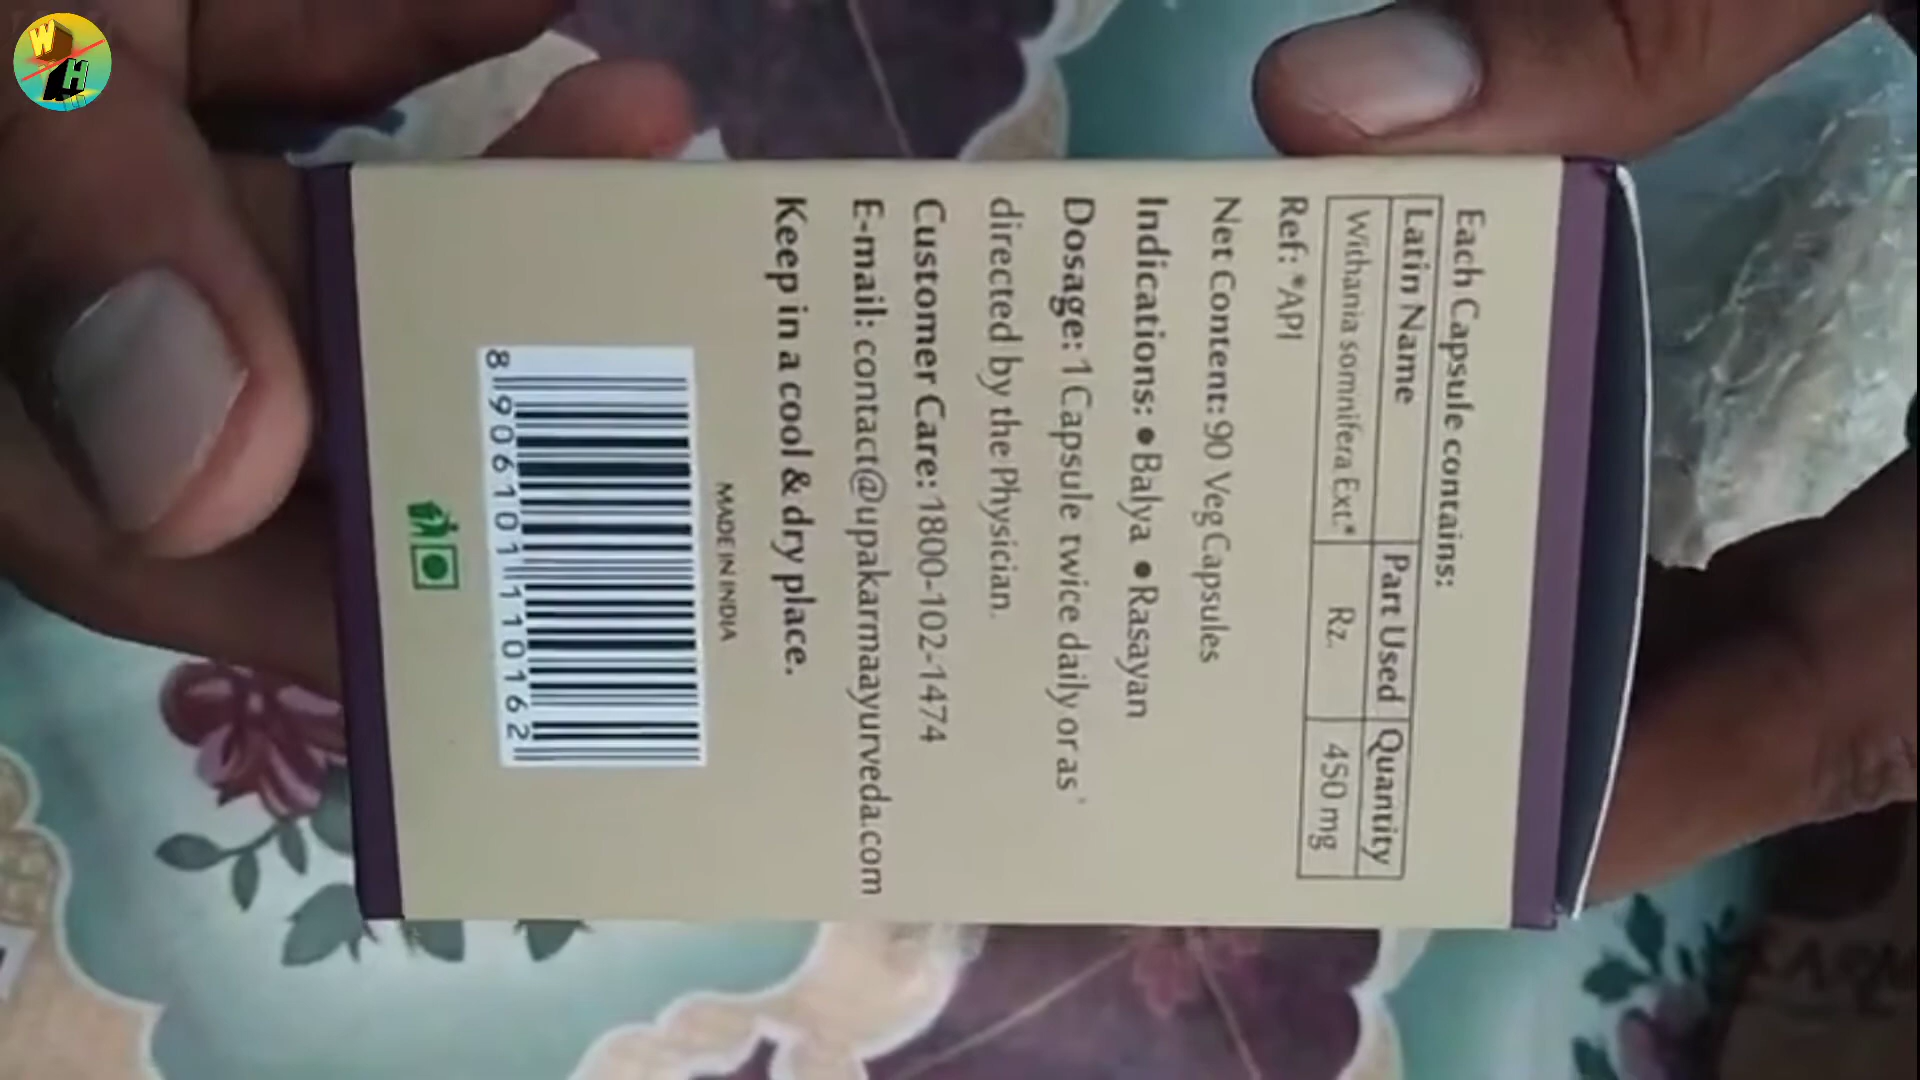 WH
Each Capsule contains:
Latin Name Part Used Quantity
Withania somnifera Ext.* Rz. 450 mg
Ref: *API
Net Content: 90 Veg Capsules
Indications: • Balya • Rasayan
Dosage: 1 Capsule twice daily or as
directed by the Physician.
Customer Care: 1800-102-1474
E-mail: contact@upakarmaayurveda.com
Keep in a cool & dry place.
MADE IN INDIA
8 906101 110162